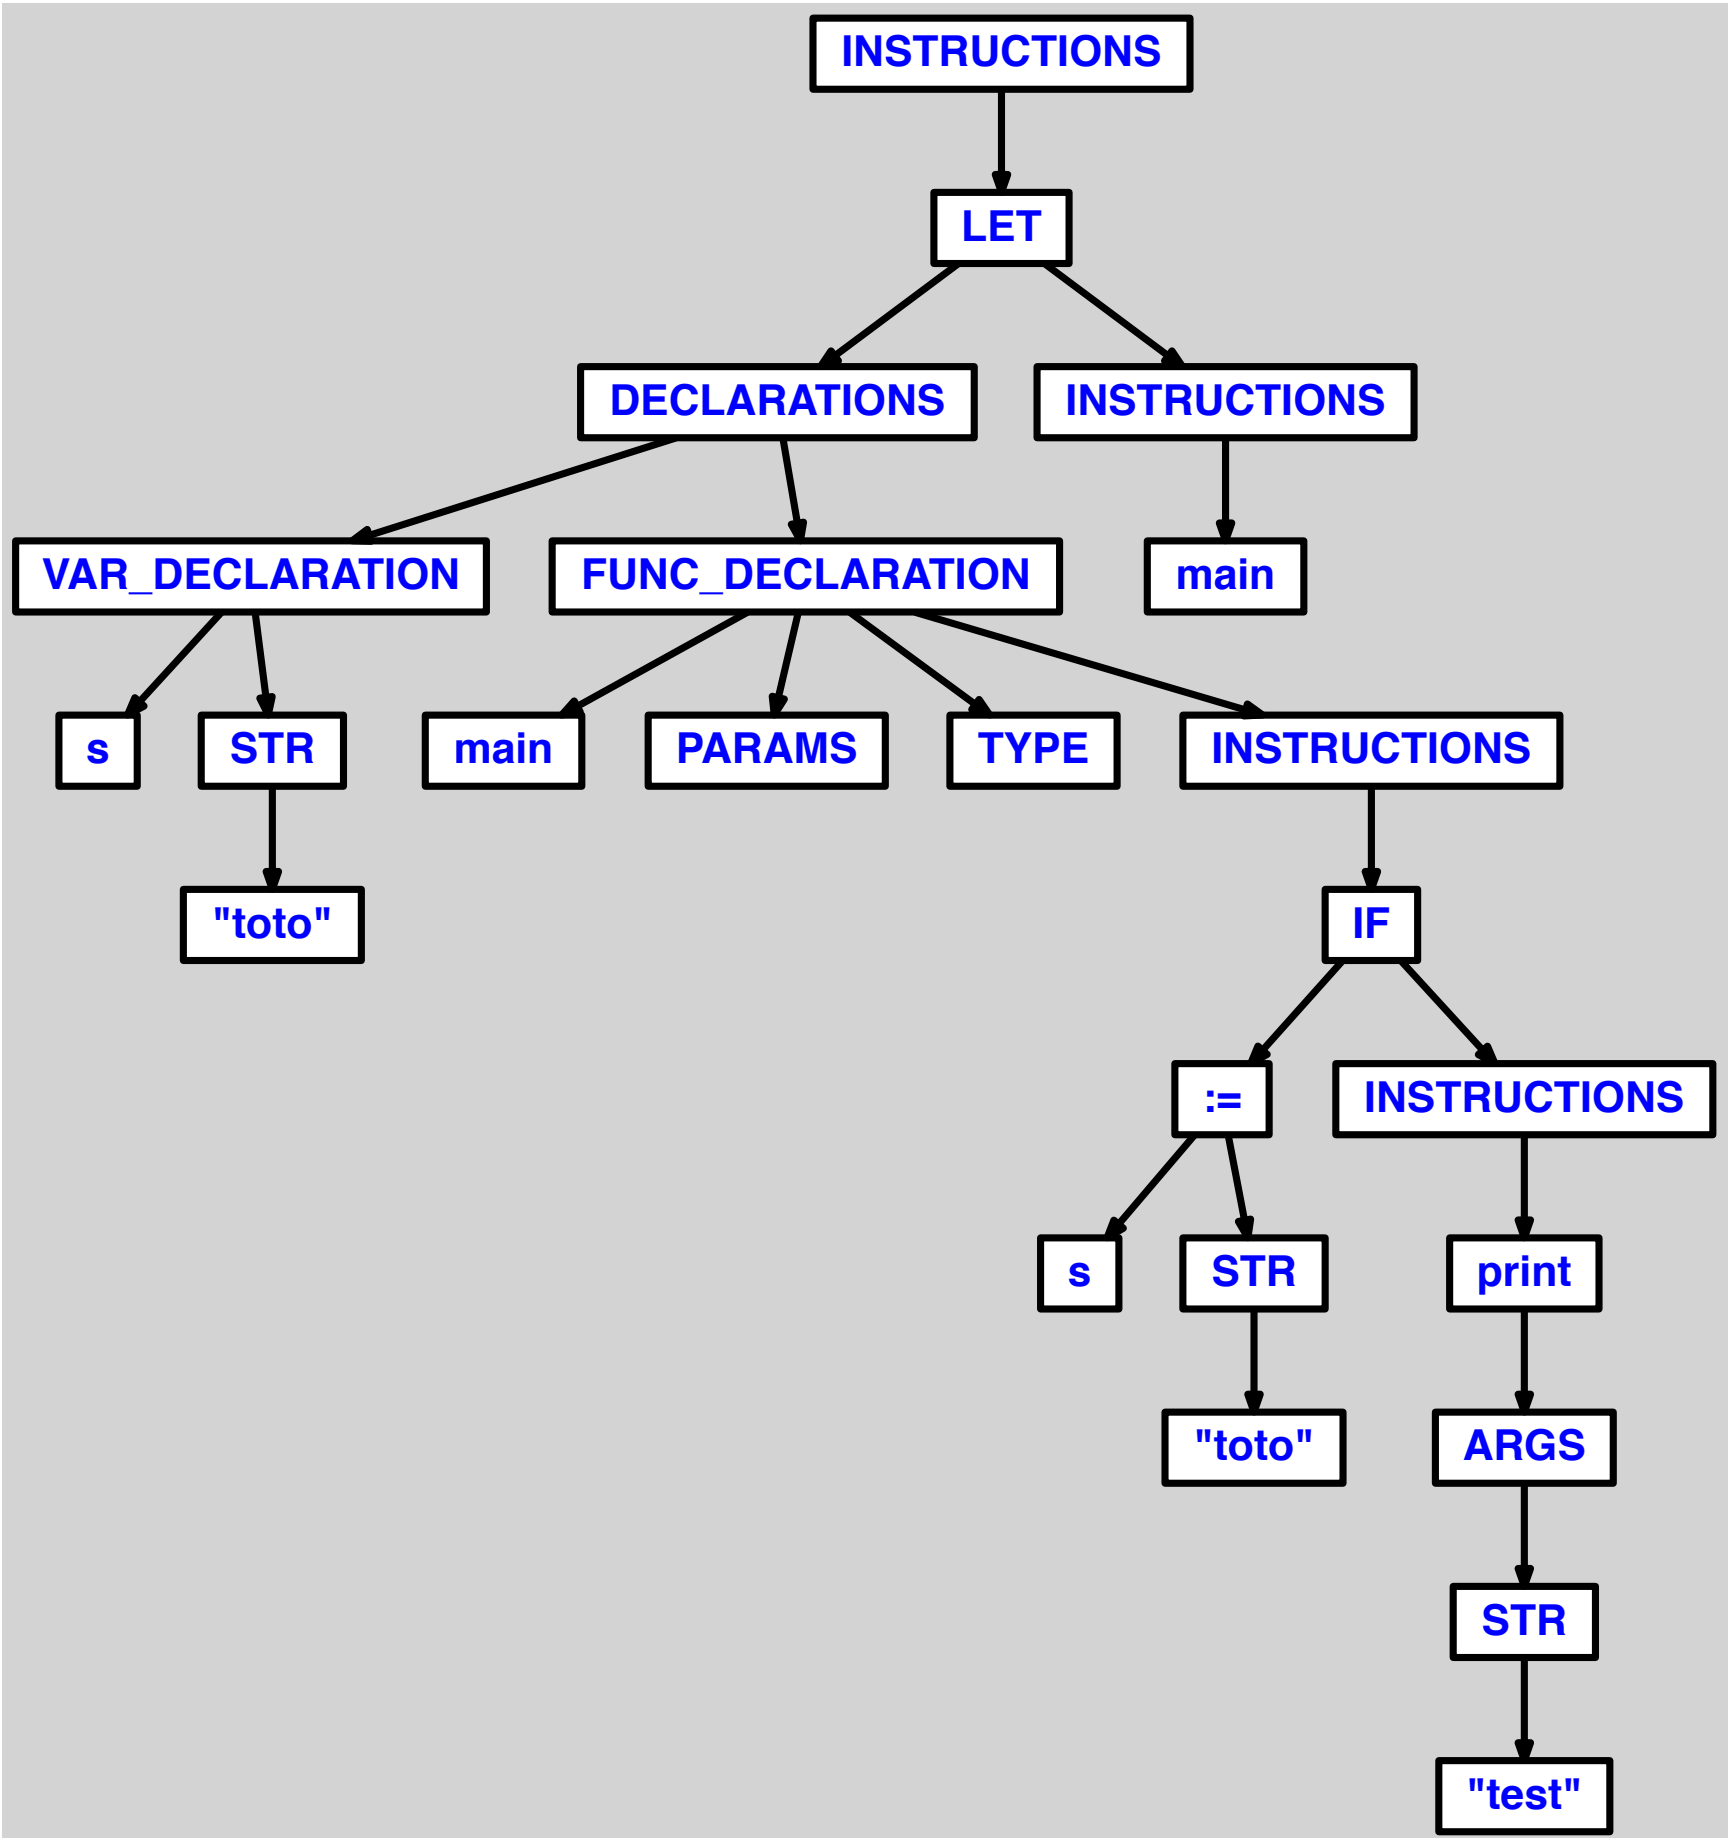 INSTRUCTIONS
LET
DECLARATIONS
INSTRUCTIONS
VAR_DECLARATION
FUNC_DECLARATION
main
s
STR
main
PARAMS
TYPE
INSTRUCTIONS
"toto"
IF
:=
INSTRUCTIONS
s
STR
print
"toto"
ARGS
STR
"test"